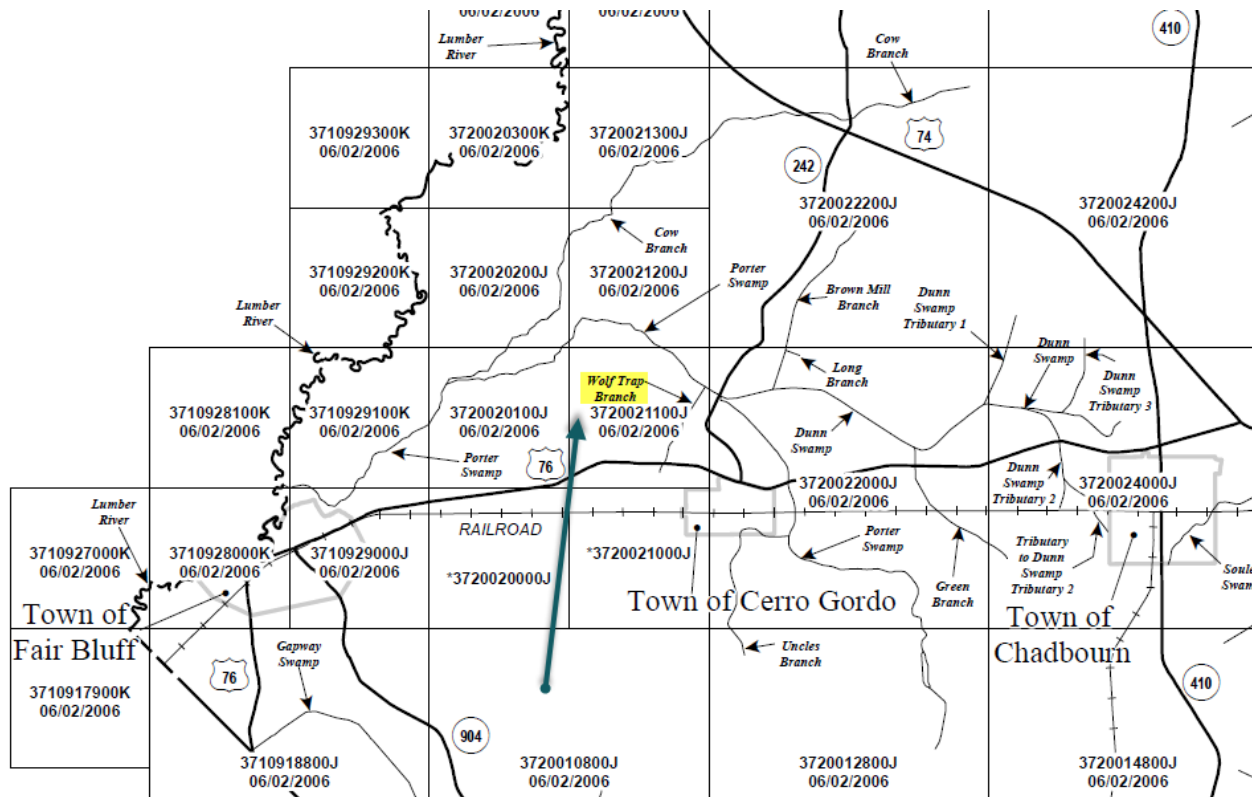 06/02/2006
06/02/2006
410
Lumber
River
Cow
Branch
3710929300K
06/02/2006
3720020300K
06/02/2006
3720021300J
06/02/2006
74
242
3720022200J
06/02/2006
3720024200J
06/02/2006
Cow
Branch
3710929200K
06/02/2006
3720020200J
06/02/2006
3720021200J
06/02/2006
Porter
Swamp
Brown Mill
Branch
Dunn
Swamp
Tributary 1
Lumber
River
Dunn
Swamp
Dunn
Swamp
Tributary 3
Wolf Trap
Branch
Long
Branch
3710928100K
06/02/2006
3710929100K
06/02/2006
3720020100J
06/02/2006
3720021100J
06/02/2006
Dunn
Swamp
Porter
Swamp
76
Dunn
Swamp
Tributary 2
3720022000J
06/02/2006
3720024000J
06/02/2006
Lumber
River
RAILROAD
3710927000K
06/02/2006
3710928000K
06/02/2006
3710929000J
06/02/2006
*3720020000J
*3720021000J
Porter
Swamp
Green
Branch
Tributary
to Dunn
Swamp
Tributary 2
Soule
Swam
Town of
Fair Bluff
Town of Cerro Gordo
Town of
Chadbourn
Gapway
Swamp
Uncles
Branch
3710917900K
06/02/2006
76
410
904
3710918800J
06/02/2006
3720010800J
06/02/2006
3720012800J
06/02/2006
3720014800J
06/02/2006